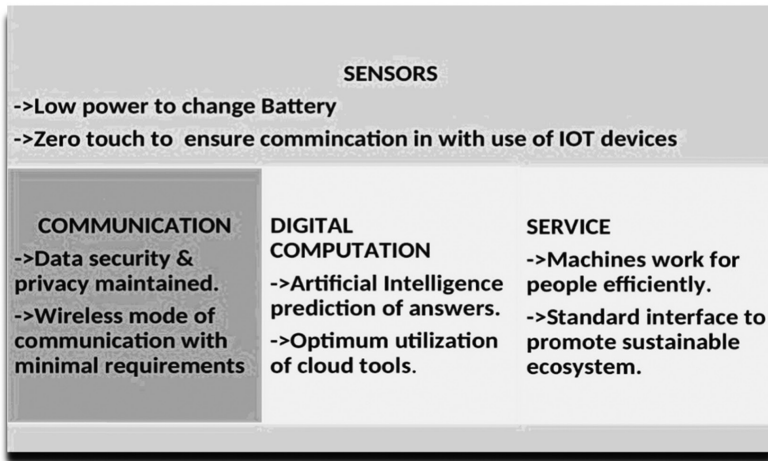 SENSORS
->Low power to change Battery
->Zero touch to  ensure commincation in with use of IOT devices
COMMUNICATION
->Data security &
privacy maintained.
->Wireless mode of
communication with
minimal requirements
DIGITAL
COMPUTATION
->Artificial Intelligence
prediction of answers.
->Optimum utilization
of cloud tools.
SERVICE
->Machines work for
people efficiently.
->Standard interface to
promote sustainable
ecosystem.